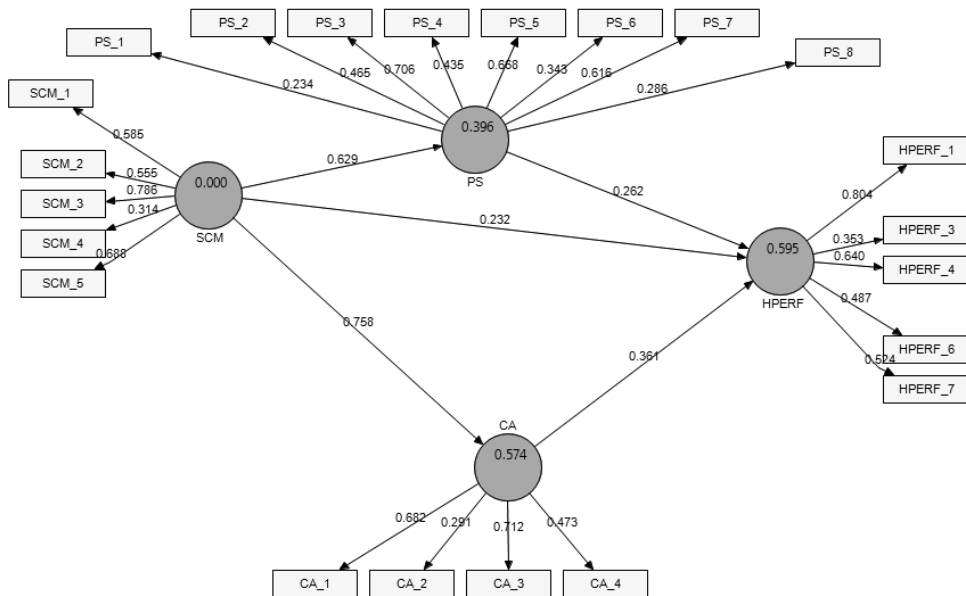 PS_2
PS_3
PS_4
PS_5
PS_6
PS_7
PS_1
PS_8
0.465
0.706
0.435
0.668
0.343
0.616
0.234
0.286
SCM_1
0.585
0.396
PS
SCM_2
0.555
SCM_3
0.786
SCM_4
0.314
SCM_5
0.688
0.000
SCM
0.629
0.262
0.232
HPERF_1
0.804
HPERF_3
0.353
HPERF_4
0.640
0.595
HPERF
0.487
HPERF_6
0.524
HPERF_7
0.758
0.361
CA
0.574
0.682
0.291
0.712
0.473
CA_1
CA_2
CA_3
CA_4